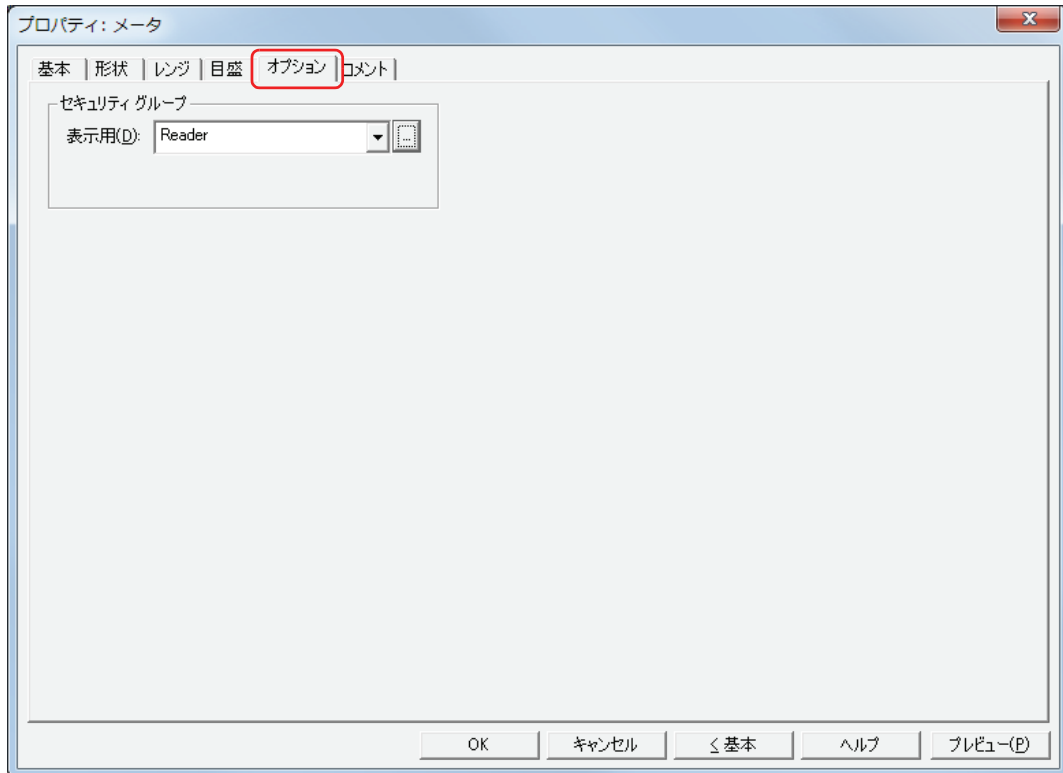 プロパティ: メータ
x
基本 形状 レンジ 目盛 オプション コメント
セキュリティ グループ
表示用(D): Reader ...
OK キャンセル < 基本 ヘルプ プレビュー(P)